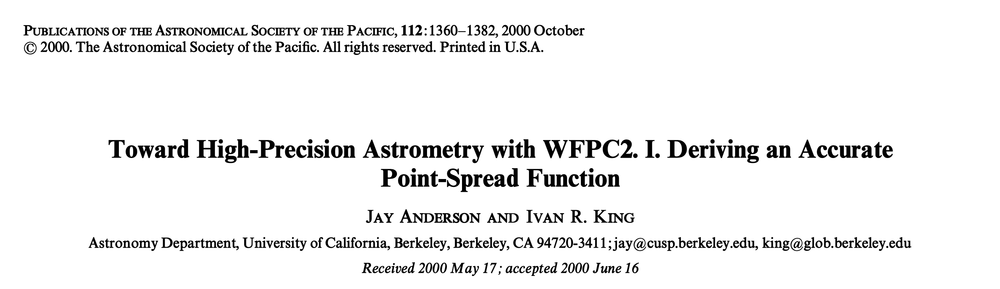 PUBLICATIONS OF THE ASTRONOMICAL SOCIETY OF THE PACIFIC, 112:1360–1382, 2000 October
© 2000. The Astronomical Society of the Pacific. All rights reserved. Printed in U.S.A.
Toward High-Precision Astrometry with WFPC2. I. Deriving an Accurate
Point-Spread Function
JAY ANDERSON AND IVAN R. KING
Astronomy Department, University of California, Berkeley, Berkeley, CA 94720-3411; jay@cusp.berkeley.edu, king@glob.berkeley.edu
Received 2000 May 17; accepted 2000 June 16